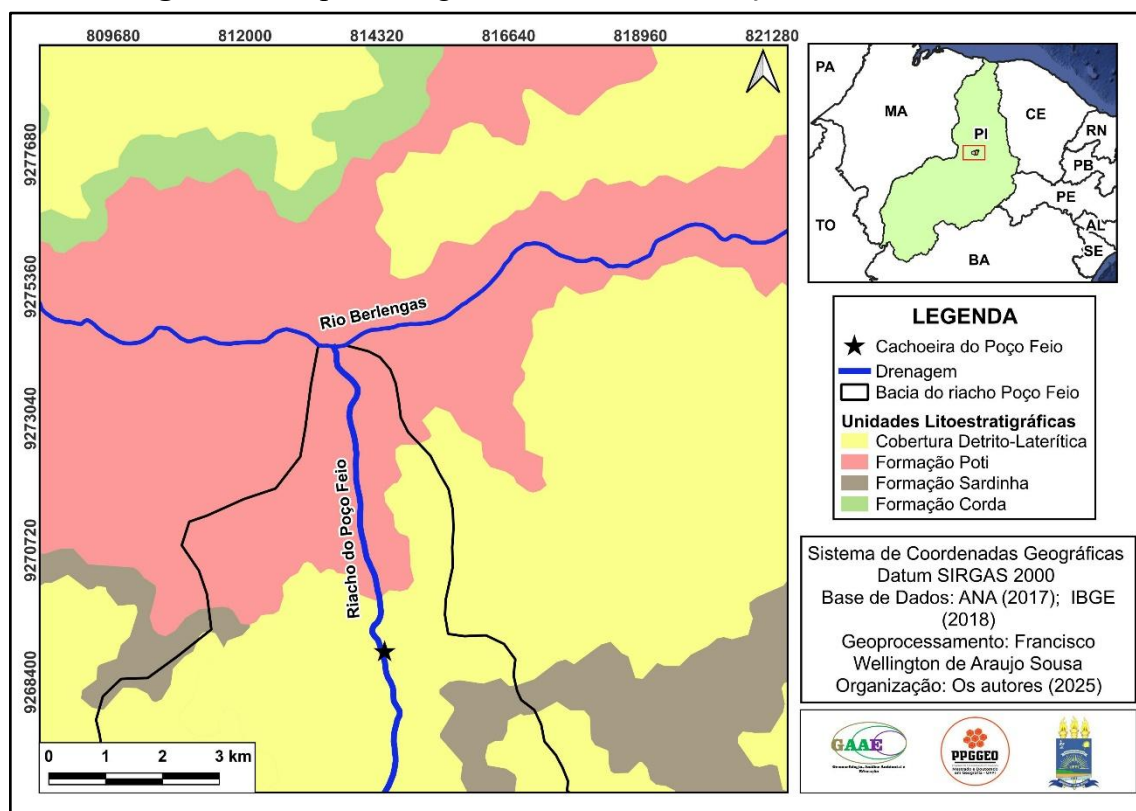 809680 812000 814320 816640 818960 821280
9277680
9275360
9273040
9270720
9268400
Rio Berlengas
Riacho do Poço Feio
0 1 2 3 km
PA
MA
CE
PI
RN
PB
PE
TO
AL
SE
BA
LEGENDA
Cachoeira do Poço Feio
Drenagem
Bacia do riacho Poço Feio
Unidades Litoestratigráficas
Cobertura Detrito-Laterítica
Formação Poti
Formação Sardinha
Formação Corda
Sistema de Coordenadas Geográficas
Datum SIRGAS 2000
Base de Dados: ANA (2017); IBGE
(2018)
Geoprocessamento: Francisco
Wellington de Araujo Sousa
Organização: Os autores (2025)
GAAE
PPGGEO